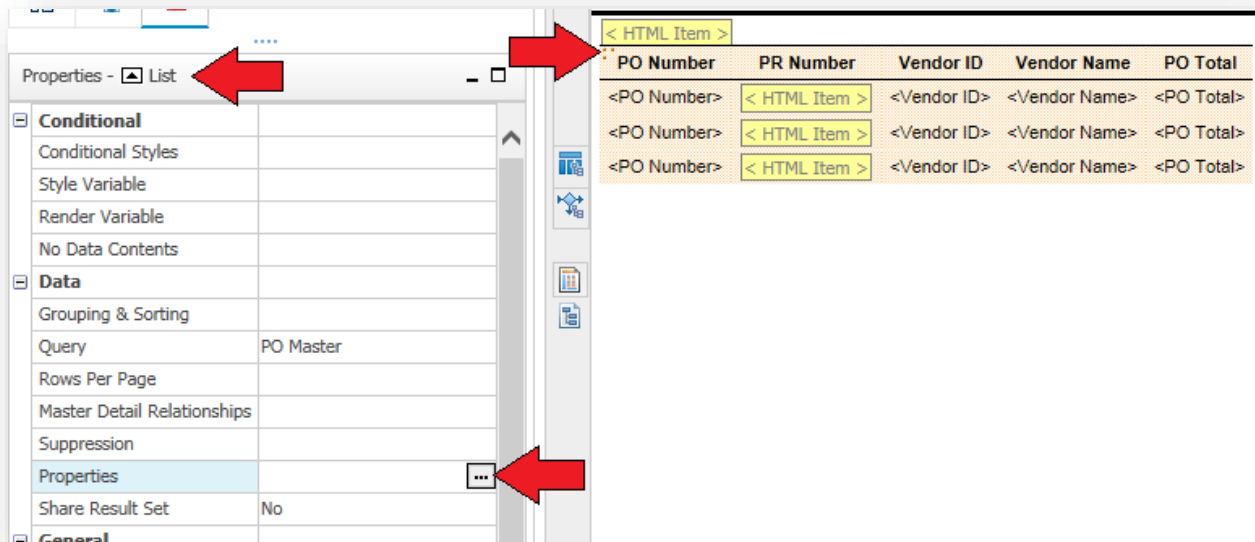 Properties - List
Conditional
Conditional Styles
Style Variable
Render Variable
No Data Contents
Data
Grouping & Sorting
Query PO Master
Rows Per Page
Master Detail Relationships
Suppression
Properties ...
Share Result Set No
General
< HTML Item >
PO Number PR Number Vendor ID Vendor Name PO Total
<PO Number> < HTML Item > <Vendor ID> <Vendor Name> <PO Total>
<PO Number> < HTML Item > <Vendor ID> <Vendor Name> <PO Total>
<PO Number> < HTML Item > <Vendor ID> <Vendor Name> <PO Total>